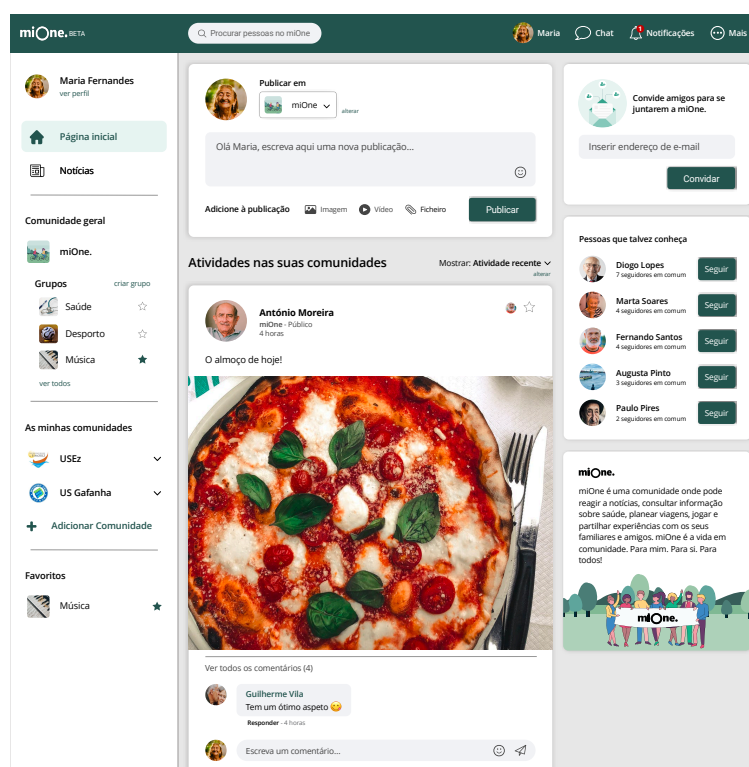 miOne. BETA
Procurar pessoas no miOne
Maria
Chat
Notificações
Mais
Maria Fernandes
ver perfil
Página inicial
Notícias
Comunidade geral
miOne.
Grupos
criar grupo
Saúde
Desporto
Música
ver todos
As minhas comunidades
USEz
US Gafanha
Adicionar Comunidade
Favoritos
Música
Publicar em
miOne
alterar
Olá Maria, escreva aqui uma nova publicação...
Adicione à publicação
Imagem
Vídeo
Ficheiro
Publicar
Atividades nas suas comunidades
Mostrar: Atividade recente
alterar
António Moreira
miOne - Público
4 horas
O almoço de hoje!
Ver todos os comentários (4)
Guilherme Vila
Tem um ótimo aspeto 😋
Responder - 4 horas
Escreva um comentário...
Convide amigos para se
juntarem a miOne.
Inserir endereço de e-mail
Convidar
Pessoas que talvez conheça
Diogo Lopes
7 seguidores em comum
Seguir
Marta Soares
4 seguidores em comum
Seguir
Fernando Santos
4 seguidores em comum
Seguir
Augusta Pinto
3 seguidores em comum
Seguir
Paulo Pires
2 seguidores em comum
Seguir
miOne.
miOne é uma comunidade onde pode
reagir a notícias, consultar informação
sobre saúde, planear viagens, jogar e
partilhar experiências com os seus
familiares e amigos. miOne é a vida em
comunidade. Para mim. Para si. Para
todos!
miOne.